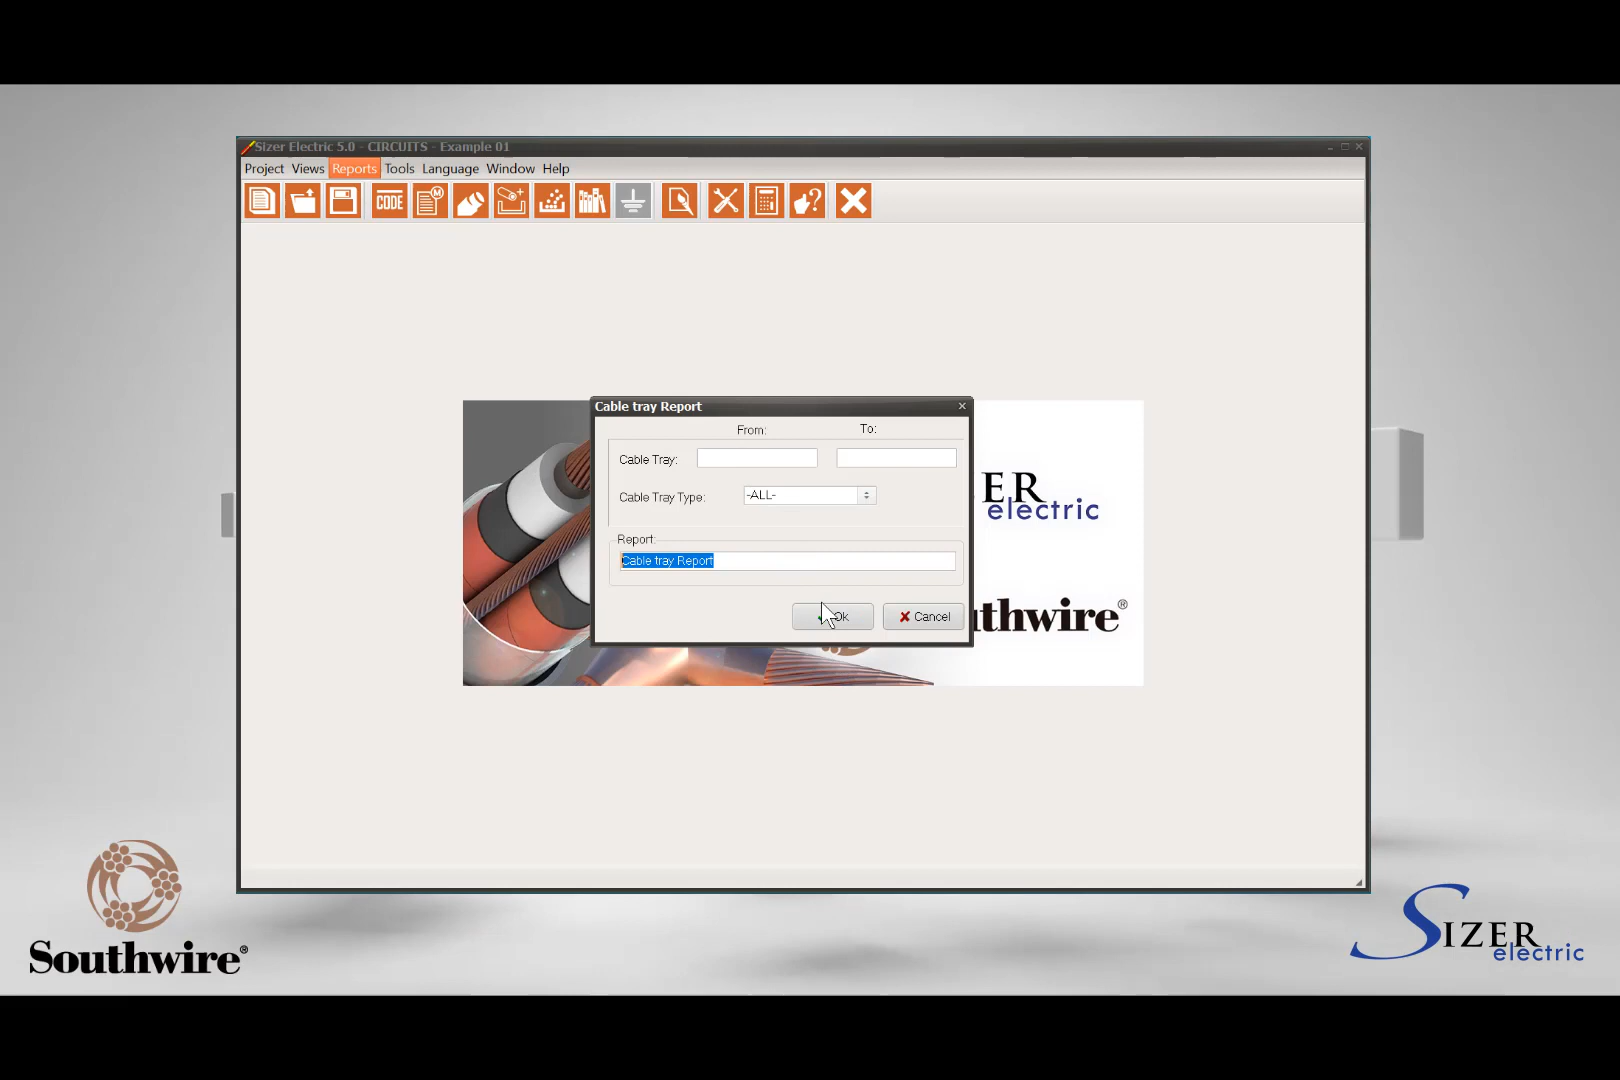 Sizer Electric 5.0 - CIRCUITS - Example 01
Project Views Reports Tools Language Window Help
CODE
M
Cable tray Report
From: To:
Cable Tray:
Cable Tray Type: -ALL-
Report:
Cable tray Report
Ok Cancel
ER
electric
thwire®
Southwire®
SIZER
electric